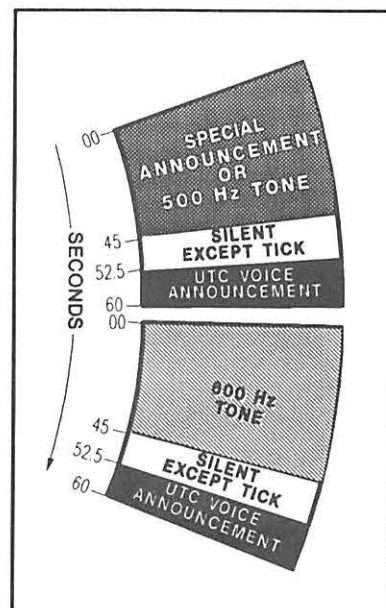 00
SPECIAL
ANNOUNCEMENT
OR
500 Hz TONE
45
SILENT
EXCEPT TICK
52.5
UTC VOICE
ANNOUNCEMENT
60
00
SECONDS
600 Hz
TONE
45
SILENT
EXCEPT TICK
52.5
UTC VOICE
ANNOUNCEMENT
60